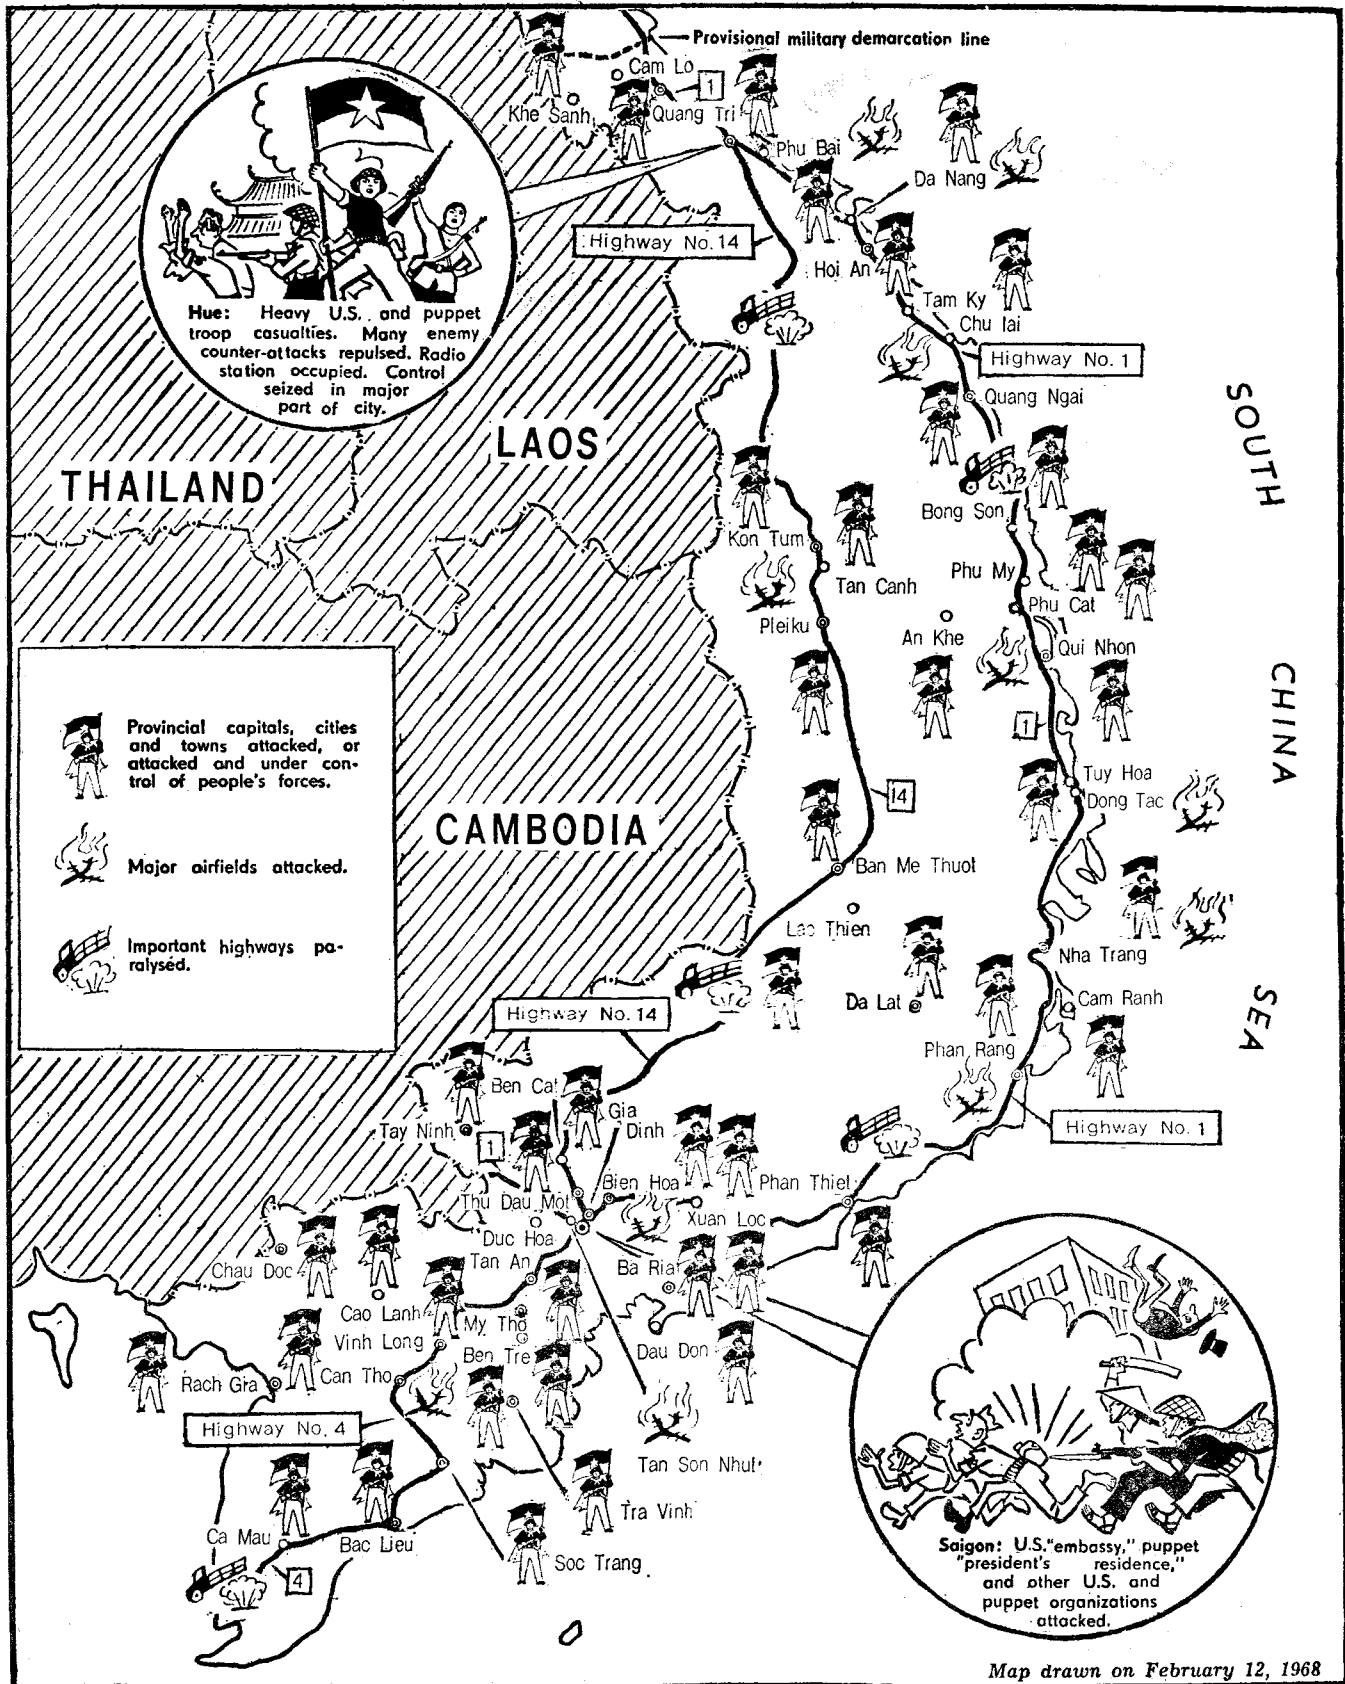 Provisional military demarcation line
Cam Lo
1
Khe Sanh
Quang Tri
Phu Bai
Da Nang
Highway No. 14
Hoi An
Tam Ky
Chu lai
Highway No. 1
Quang Ngai
Hue: Heavy U.S. and puppet
troop casualties. Many enemy
counter-attacks repulsed. Radio
station occupied. Control
seized in major
part of city.
LAOS
THAILAND
SOUTH
CHINA
SEA
Bong Son
Kon Tum
Tan Canh
Phu My
Phu Cat
Pleiku
An Khe
Qui Nhon
1
Provincial capitals, cities
and towns attacked, or
attacked and under con-
trol of people's forces.
Major airfields attacked.
Important highways pa-
ralysed.
CAMBODIA
Tuy Hoa
Dong Tac
14
Ban Me Thuot
Lac Thien
Nha Trang
Da Lat
Cam Ranh
Highway No. 14
Phan Rang
Ben Cat
Gia
Dinh
Tay Ninh
1
Highway No. 1
Thu Dau Mot
Bien Hoa
Phan Thiet
Xuan Loc
Duc Hoa
Tan An
Chau Doc
Ba Ria
Cao Lanh
My Tho
Vinh Long
Ben Tre
Dau Don
Rach Gia
Can Tho
Highway No. 4
Tan Son Nhut
Tra Vinh
Ca Mau
Bac Lieu
Soc Trang
4
Saigon: U.S. "embassy," puppet
"president's residence,"
and other U.S. and
puppet organizations
attacked.
Map drawn on February 12, 1968